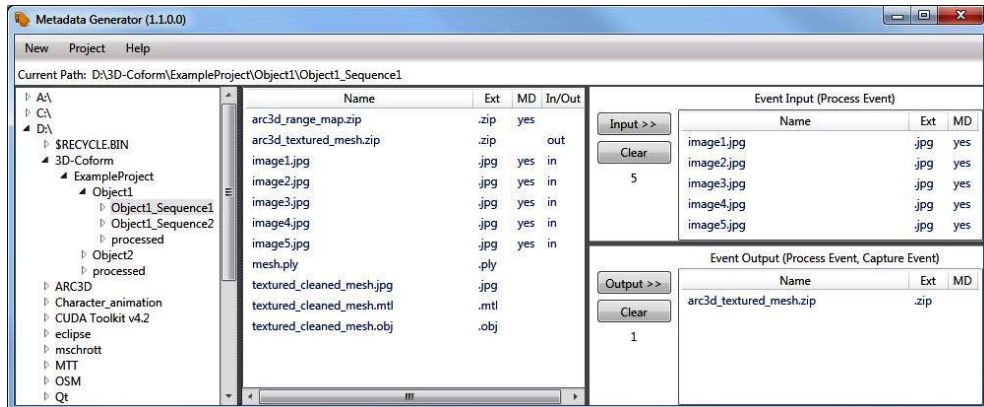 Metadata Generator (1.1.0.0)
New Project Help
Current Path: D:\3D-Coform\ExampleProject\Object1\Object1_Sequence1
A:\
C:\
D:\
$RECYCLE.BIN
3D-Coform
ExampleProject
Object1
Object1_Sequence1
Object1_Sequence2
processed
Object2
processed
ARC3D
Character_animation
CUDA Toolkit v4.2
eclipse
mschrott
MTT
OSM
Qt
Name Ext MD In/Out
arc3d_range_map.zip .zip yes
arc3d_textured_mesh.zip .zip out
image1.jpg .jpg yes in
image2.jpg .jpg yes in
image3.jpg .jpg yes in
image4.jpg .jpg yes in
image5.jpg .jpg yes in
mesh.ply .ply
textured_cleaned_mesh.jpg .jpg
textured_cleaned_mesh.mtl .mtl
textured_cleaned_mesh.obj .obj
Input >>
Clear
5
Event Input (Process Event)
Name Ext MD
image1.jpg .jpg yes
image2.jpg .jpg yes
image3.jpg .jpg yes
image4.jpg .jpg yes
image5.jpg .jpg yes
Output >>
Clear
1
Event Output (Process Event, Capture Event)
Name Ext MD
arc3d_textured_mesh.zip .zip